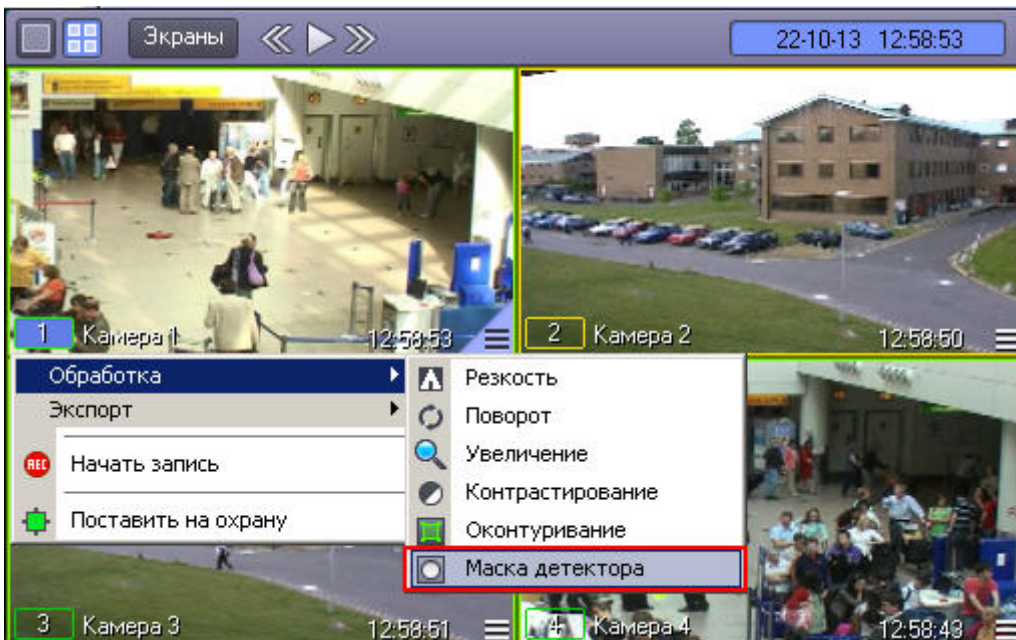 Экраны
22-10-13 12:58:53
1 Камера 1 12:58:53
2 Камера 2 12:58:50
Обработка
Экспорт
REC Начать запись
Поставить на охрану
Резкость
Поворот
Увеличение
Контрастирование
Оконтуривание
Маска детектора
3 Камера 3 12:58:51
4 Камера 4 12:58:43